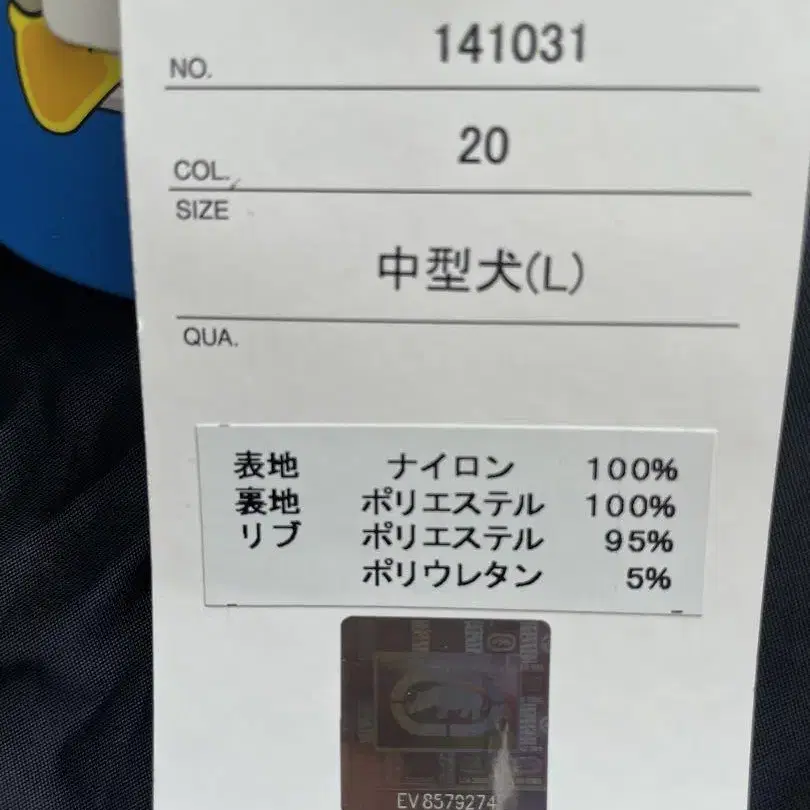 141031
NO.
20
COL.
SIZE
中型犬(L)
QUA.
表地 ナイロン 100%
裏地 ポリエステル 100%
リブ ポリエステル 95%
ポリウレタン 5%
EV8579274